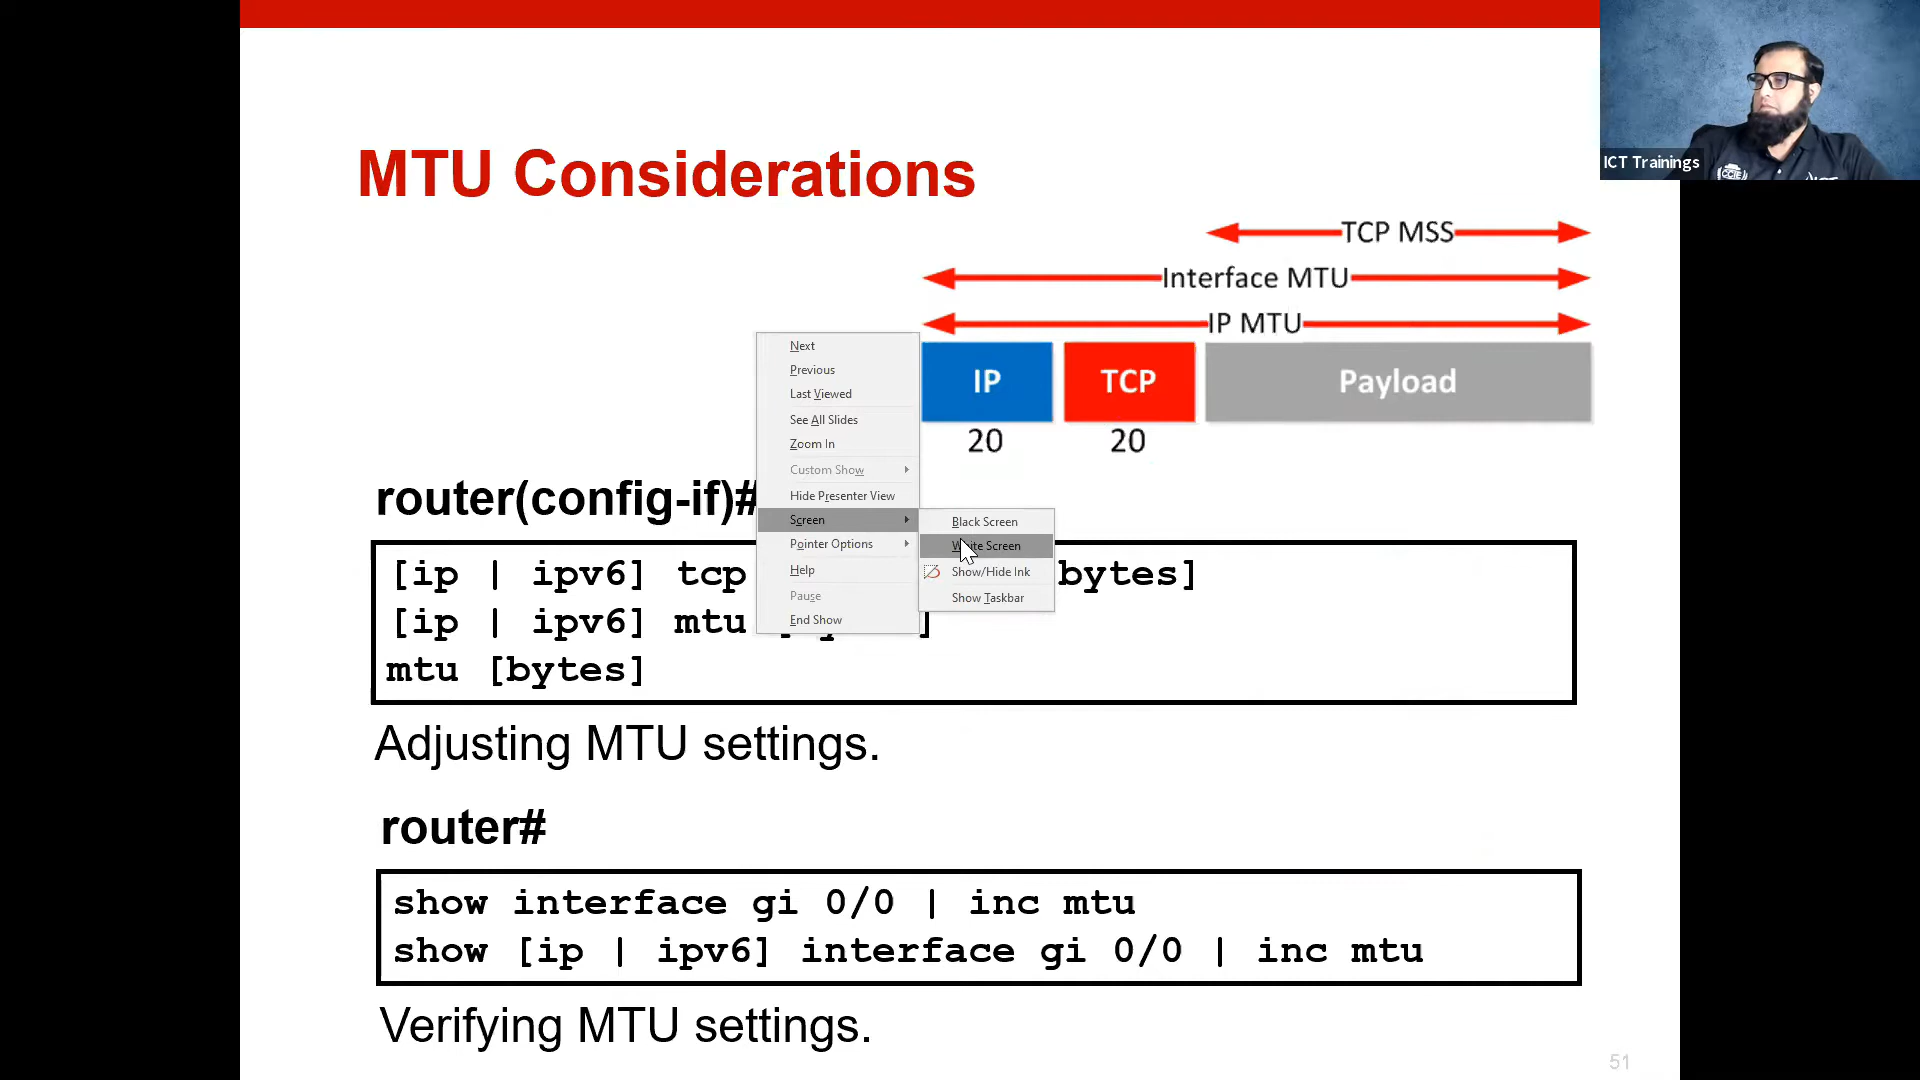 ICT Trainings
MTU Considerations
TCP MSS
Interface MTU
IP MTU
IP
TCP
Payload
20
20
Next
Previous
Last Viewed
See All Slides
Zoom In
Custom Show
Hide Presenter View
Screen
Pointer Options
Help
Pause
End Show
Black Screen
Screen
Show/Hide Ink
Show Taskbar
router(config-if)#
[ip | ipv6] tcp bytes]
[ip | ipv6] mtu ]
mtu [bytes]
Adjusting MTU settings.
router#
show interface gi 0/0 | inc mtu
show [ip | ipv6] interface gi 0/0 | inc mtu
Verifying MTU settings.
51